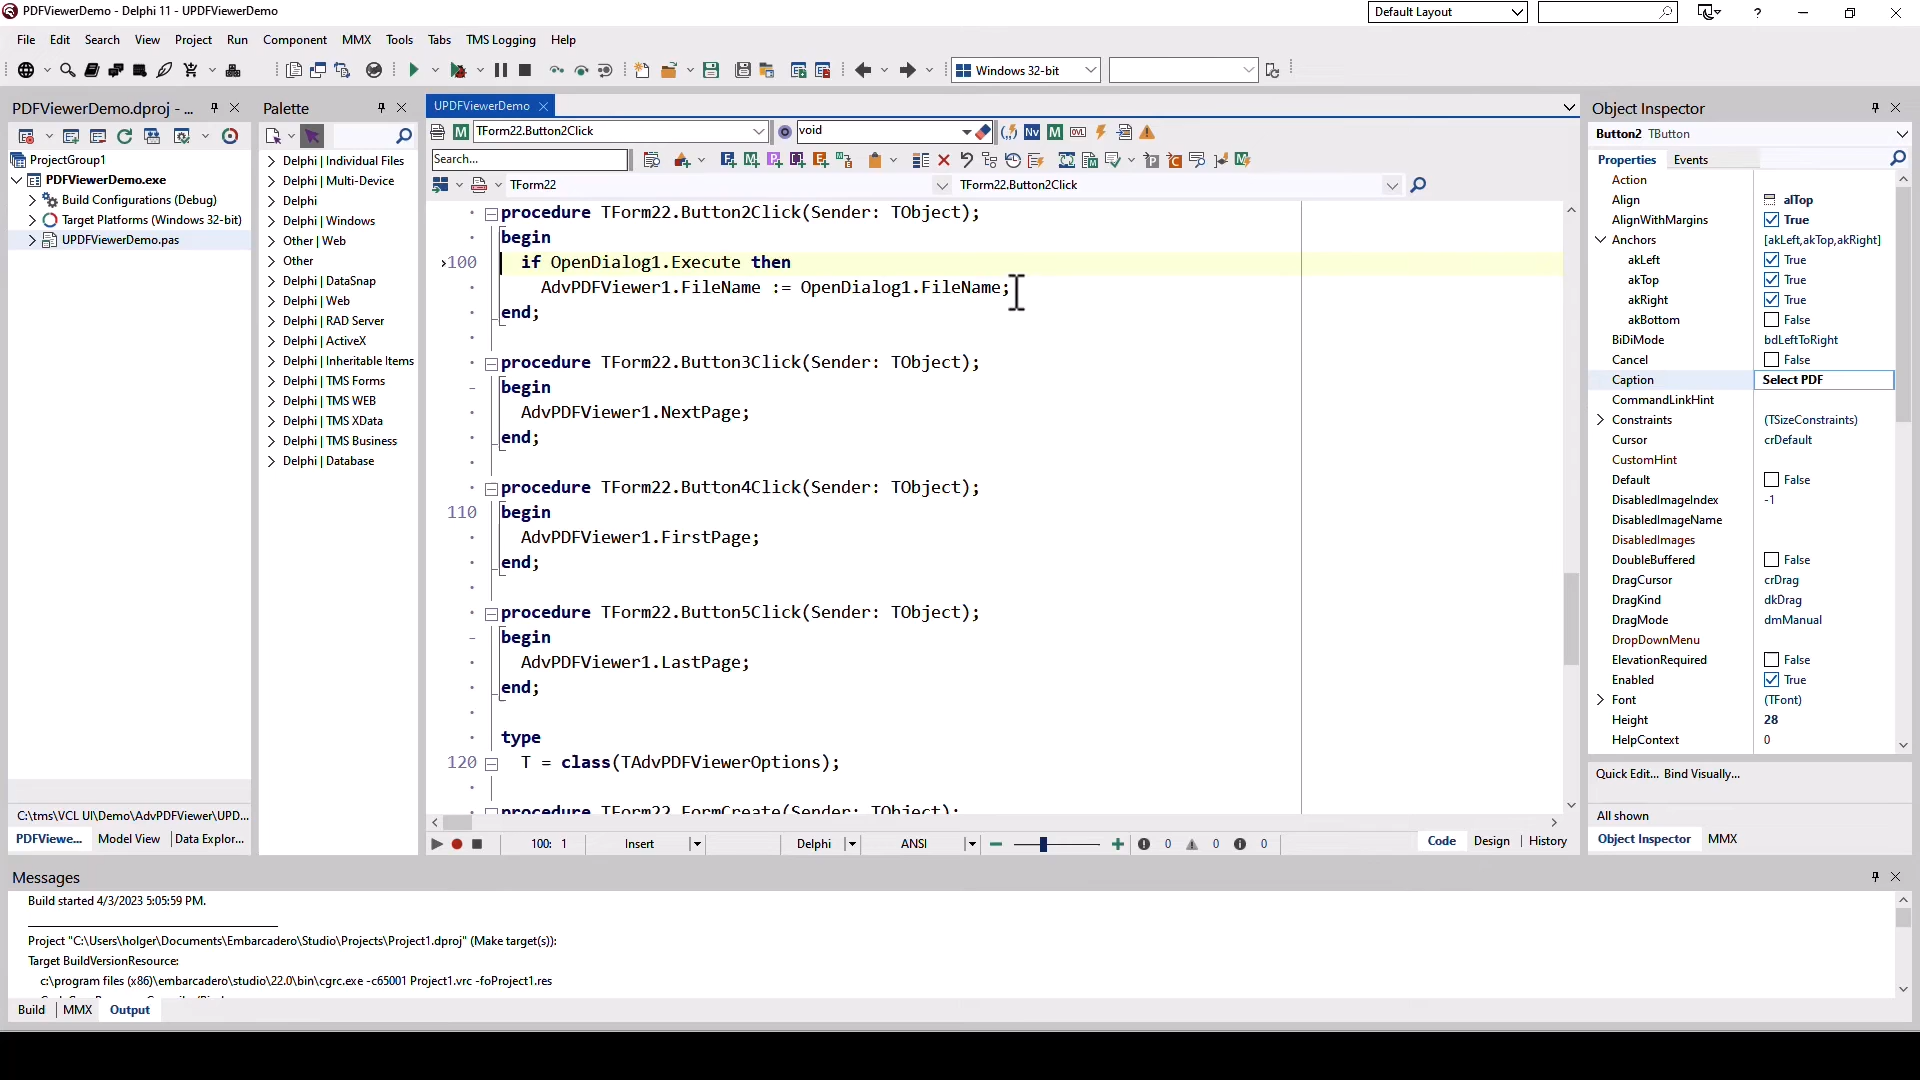 PDFViewerDemo - Delphi 11 - UPDFViewerDemo
Default Layout
File Edit Search View Project Run Component MMX Tools Tabs TMS Logging Help
Windows 32-bit
PDFViewerDemo.dproj - ...
ProjectGroup1
PDFViewerDemo.exe
Build Configurations (Debug)
Target Platforms (Windows 32-bit)
UPDFViewerDemo.pas
C:\tms\VCL UI\Demo\AdvPDFViewer\UPD...
PDFViewe... Model View Data Explor...
Palette
Delphi | Individual Files
Delphi | Multi-Device
Delphi
Delphi | Windows
Other | Web
Other
Delphi | DataSnap
Delphi | Web
Delphi | RAD Server
Delphi | ActiveX
Delphi | Inheritable Items
Delphi | TMS Forms
Delphi | TMS WEB
Delphi | TMS XData
Delphi | TMS Business
Delphi | Database
UPDFViewerDemo
TForm22.Button2Click void
Search...
TForm22 TForm22.Button2Click
procedure TForm22.Button2Click(Sender: TObject);
begin
100 if OpenDialog1.Execute then
AdvPDFViewer1.FileName := OpenDialog1.FileName;
end;
procedure TForm22.Button3Click(Sender: TObject);
begin
AdvPDFViewer1.NextPage;
end;
procedure TForm22.Button4Click(Sender: TObject);
110 begin
AdvPDFViewer1.FirstPage;
end;
procedure TForm22.Button5Click(Sender: TObject);
begin
AdvPDFViewer1.LastPage;
end;
type
120 T = class(TAdvPDFViewerOptions);
procedure TForm22.FormCreate(Sender: TObject);
100: 1 Insert Delphi ANSI 0 0 0 Code Design History
Object Inspector
Button2 TButton
Properties Events
Action
Align alTop
AlignWithMargins True
Anchors [akLeft,akTop,akRight]
akLeft True
akTop True
akRight True
akBottom False
BiDiMode bdLeftToRight
Cancel False
Caption Select PDF
CommandLinkHint
Constraints (TSizeConstraints)
Cursor crDefault
CustomHint
Default False
DisabledImageIndex -1
DisabledImageName
DisabledImages
DoubleBuffered False
DragCursor crDrag
DragKind dkDrag
DragMode dmManual
DropDownMenu
ElevationRequired False
Enabled True
Font (TFont)
Height 28
HelpContext 0
Quick Edit... Bind Visually...
All shown
Object Inspector MMX
Messages
Build started 4/3/2023 5:05:59 PM.
Project "C:\Users\holger\Documents\Embarcadero\Studio\Projects\Project1.dproj" (Make target(s)):
Target BuildVersionResource:
c:\program files (x86)\embarcadero\studio\22.0\bin\cgrc.exe -c65001 Project1.vrc -foProject1.res
Build MMX Output